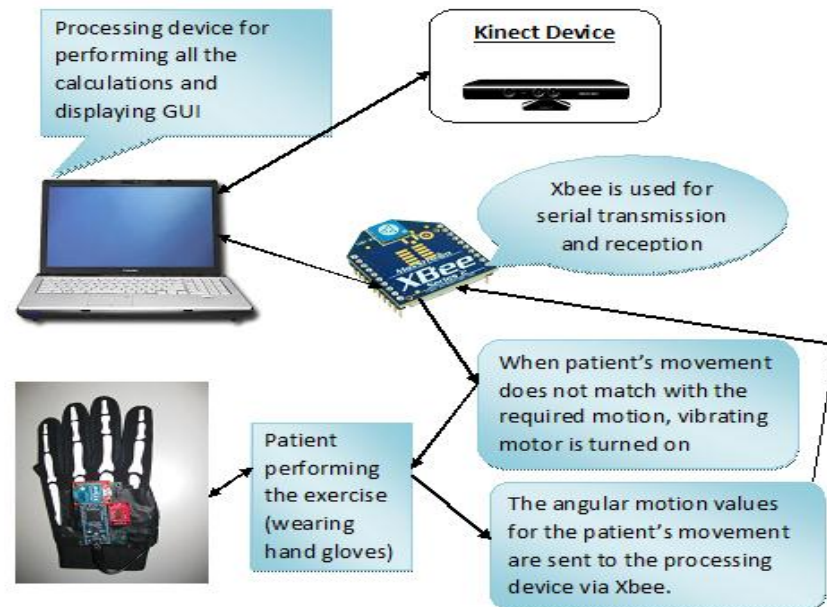 Processing device for
performing all the
calculations and
displaying GUI
Kinect Device
Xbee is used for
serial transmission
and reception
XBee
When patient's movement
does not match with the
required motion, vibrating
motor is turned on
Patient
performing
the exercise
(wearing
hand gloves)
The angular motion values
for the patient's movement
are sent to the processing
device via Xbee.